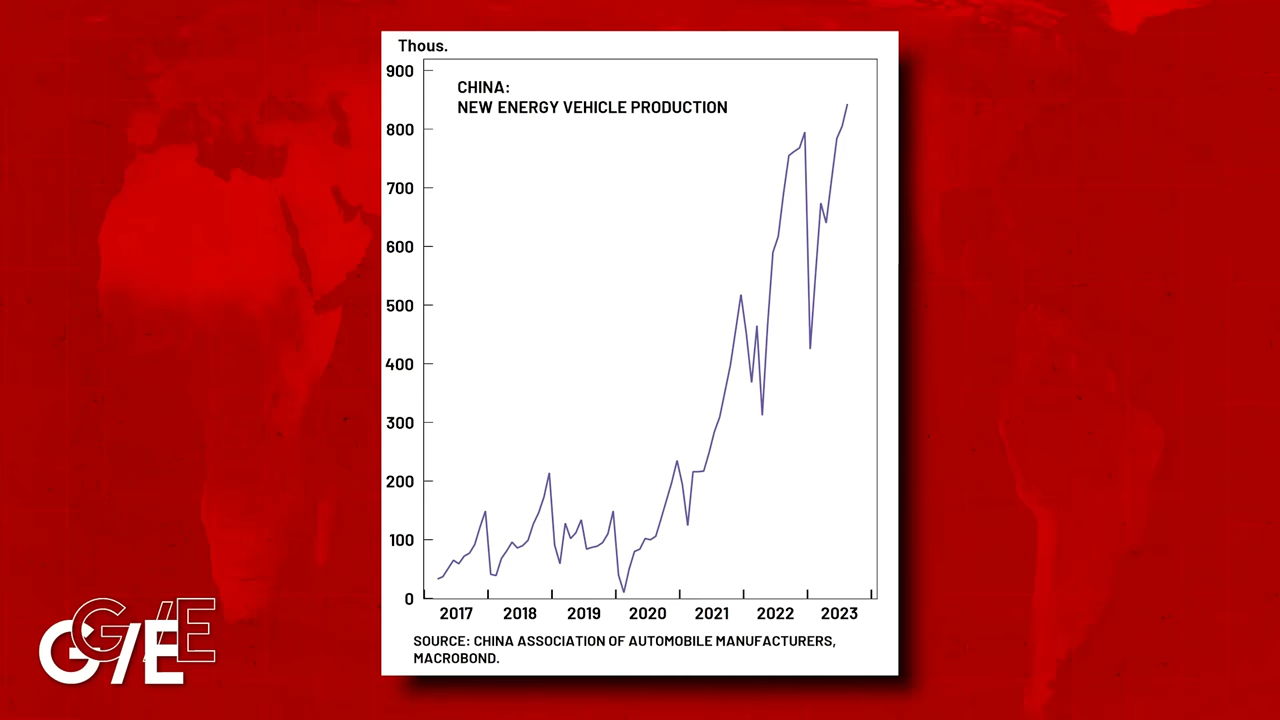 Thous.
900
CHINA:
NEW ENERGY VEHICLE PRODUCTION
800
700
600
500
400
300
200
100
0
2017 2018 2019 2020 2021 2022 2023
SOURCE: CHINA ASSOCIATION OF AUTOMOBILE MANUFACTURERS,
MACROBOND.
G/E
G/E